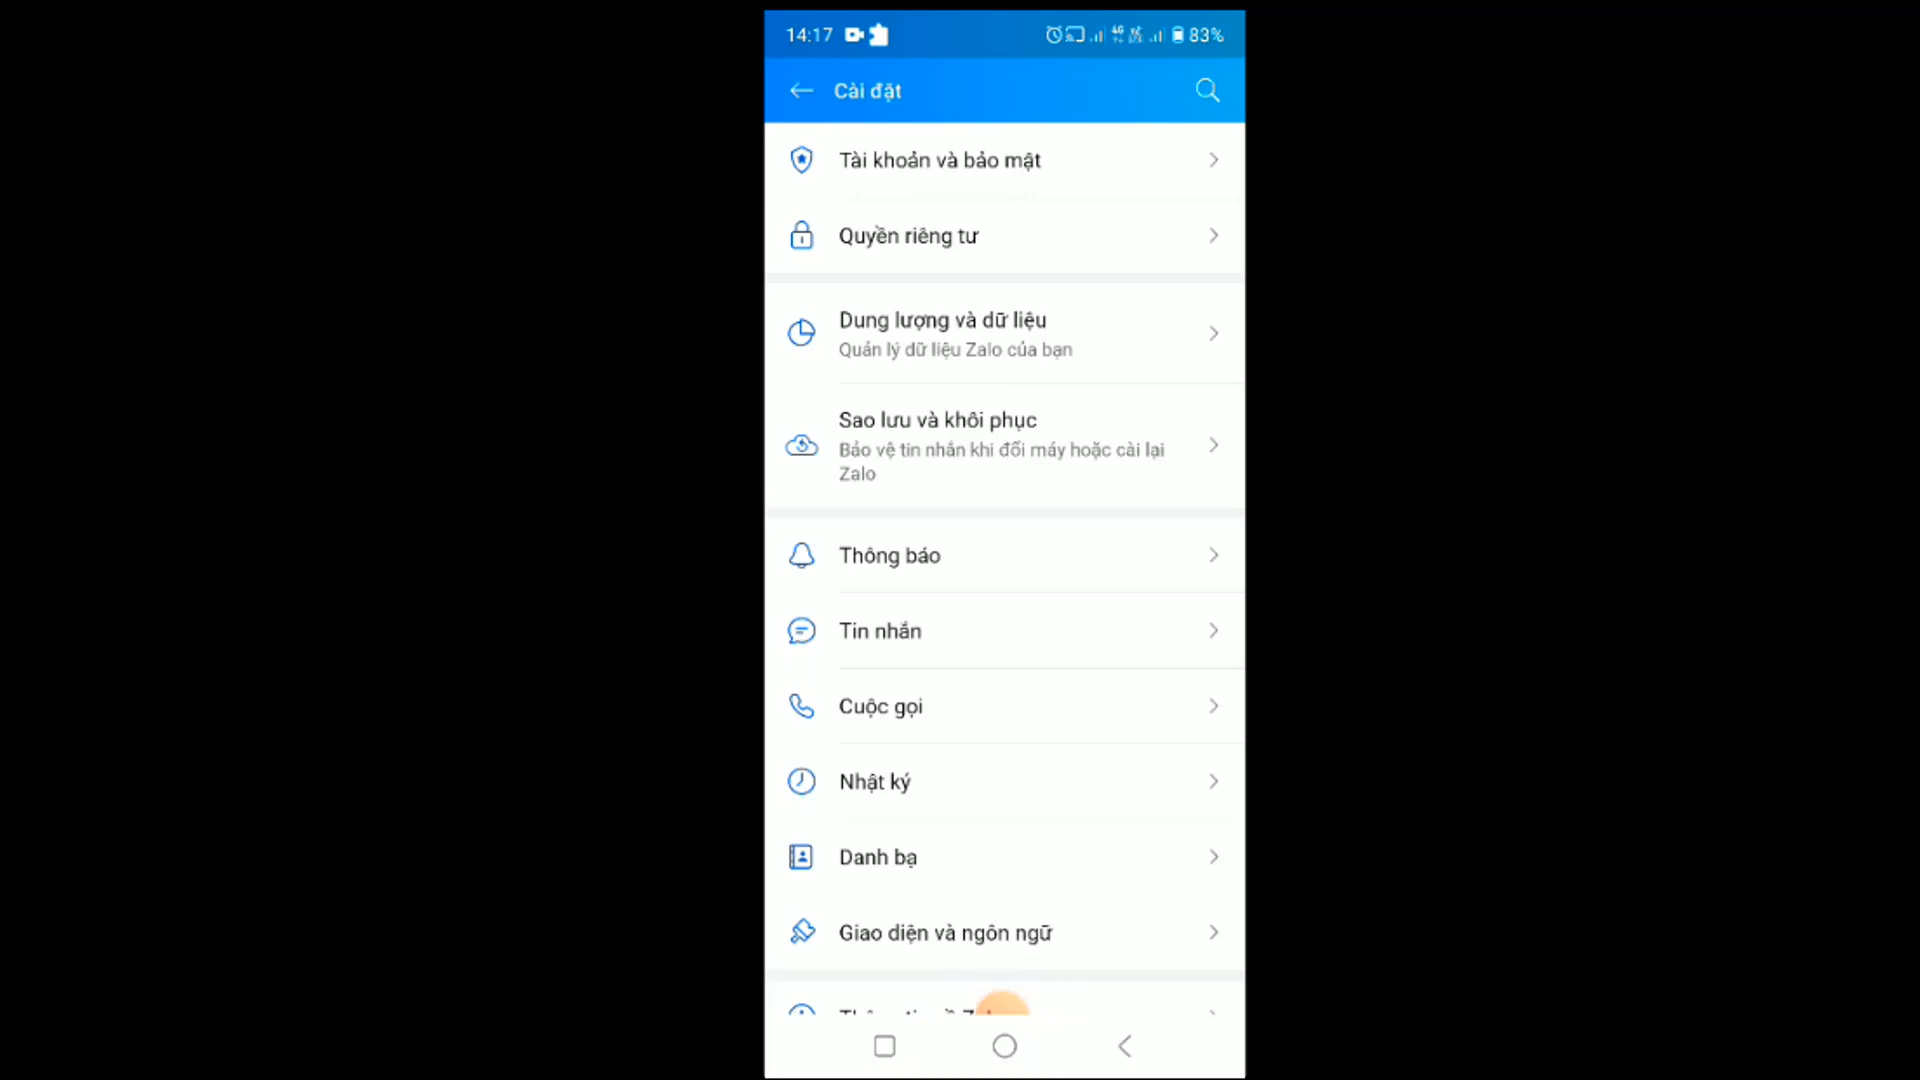 14:17
83%
Cài đặt
Tài khoản và bảo mật
Quyền riêng tư
Dung lượng và dữ liệu
Quản lý dữ liệu Zalo của bạn
Sao lưu và khôi phục
Bảo vệ tin nhắn khi đổi máy hoặc cài lại
Zalo
Thông báo
Tin nhắn
Cuộc gọi
Nhật ký
Danh bạ
Giao diện và ngôn ngữ